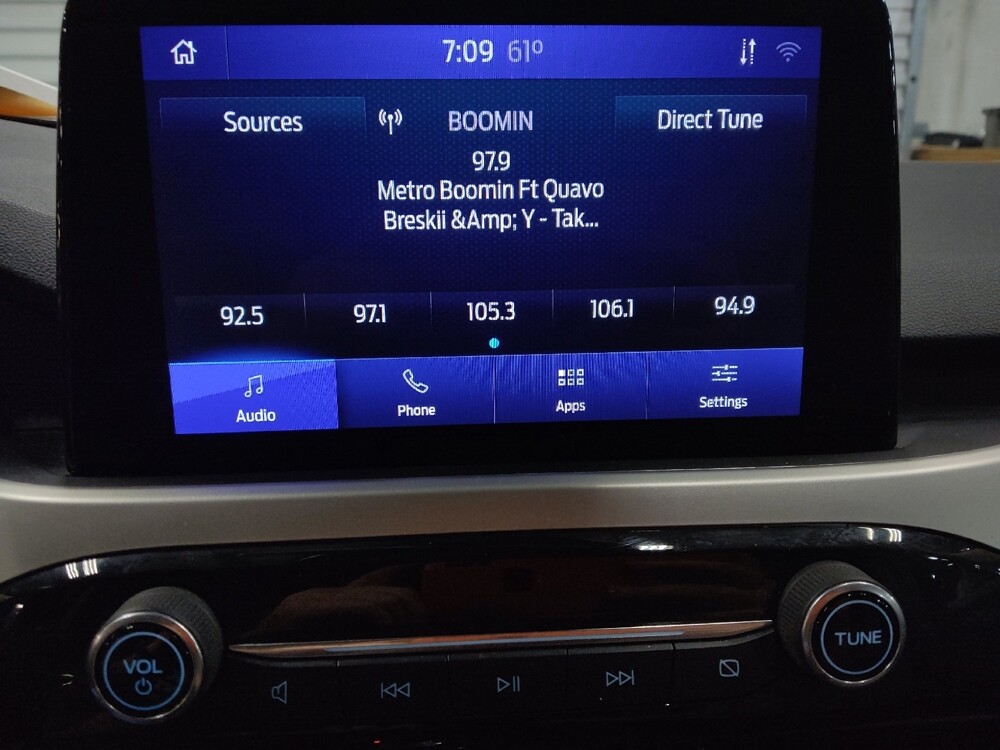 7:09 61°
Sources
BOOMIN
Direct Tune
97.9
Metro Boomin Ft Quavo
Breskii &Amp; Y - Tak...
92.5 97.1 105.3 106.1 94.9
Audio Phone Apps Settings
VOL
TUNE